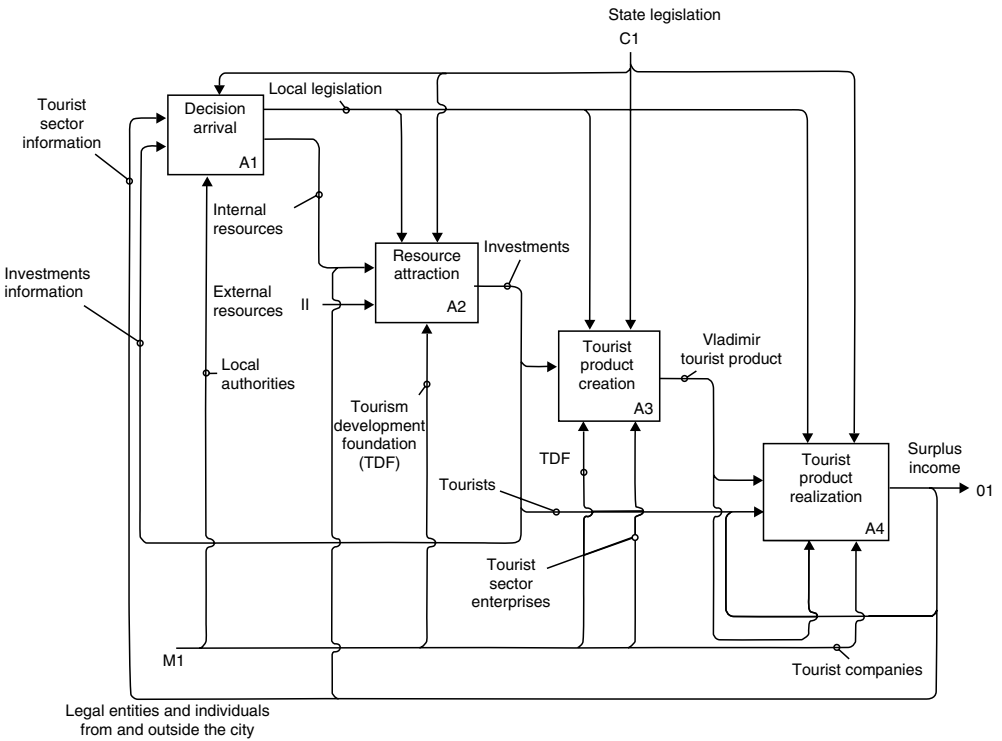 State legislation
C1
Local legislation
Decision
arrival
A1
Tourist
sector
information
Internal
resources
Investments
information
External
resources
II
Resource
attraction
A2
Investments
Local
authorities
Tourism
development
foundation
(TDF)
Tourist
product
creation
A3
Vladimir
tourist product
TDF
Tourists
Tourist
product
realization
A4
Surplus
income
01
Tourist
sector
enterprises
M1
Tourist companies
Legal entities and individuals
from and outside the city